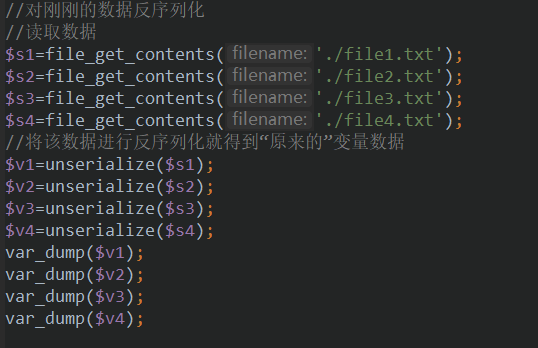 //对刚刚的数据反序列化
//读取数据
$s1=file_get_contents( filename: './file1.txt');
$s2=file_get_contents( filename: './file2.txt');
$s3=file_get_contents( filename: './file3.txt');
$s4=file_get_contents( filename: './file4.txt');
//将该数据进行反序列化就得到“原来的”变量数据
$v1=unserialize($s1);
$v2=unserialize($s2);
$v3=unserialize($s3);
$v4=unserialize($s4);
var_dump($v1);
var_dump($v2);
var_dump($v3);
var_dump($v4);